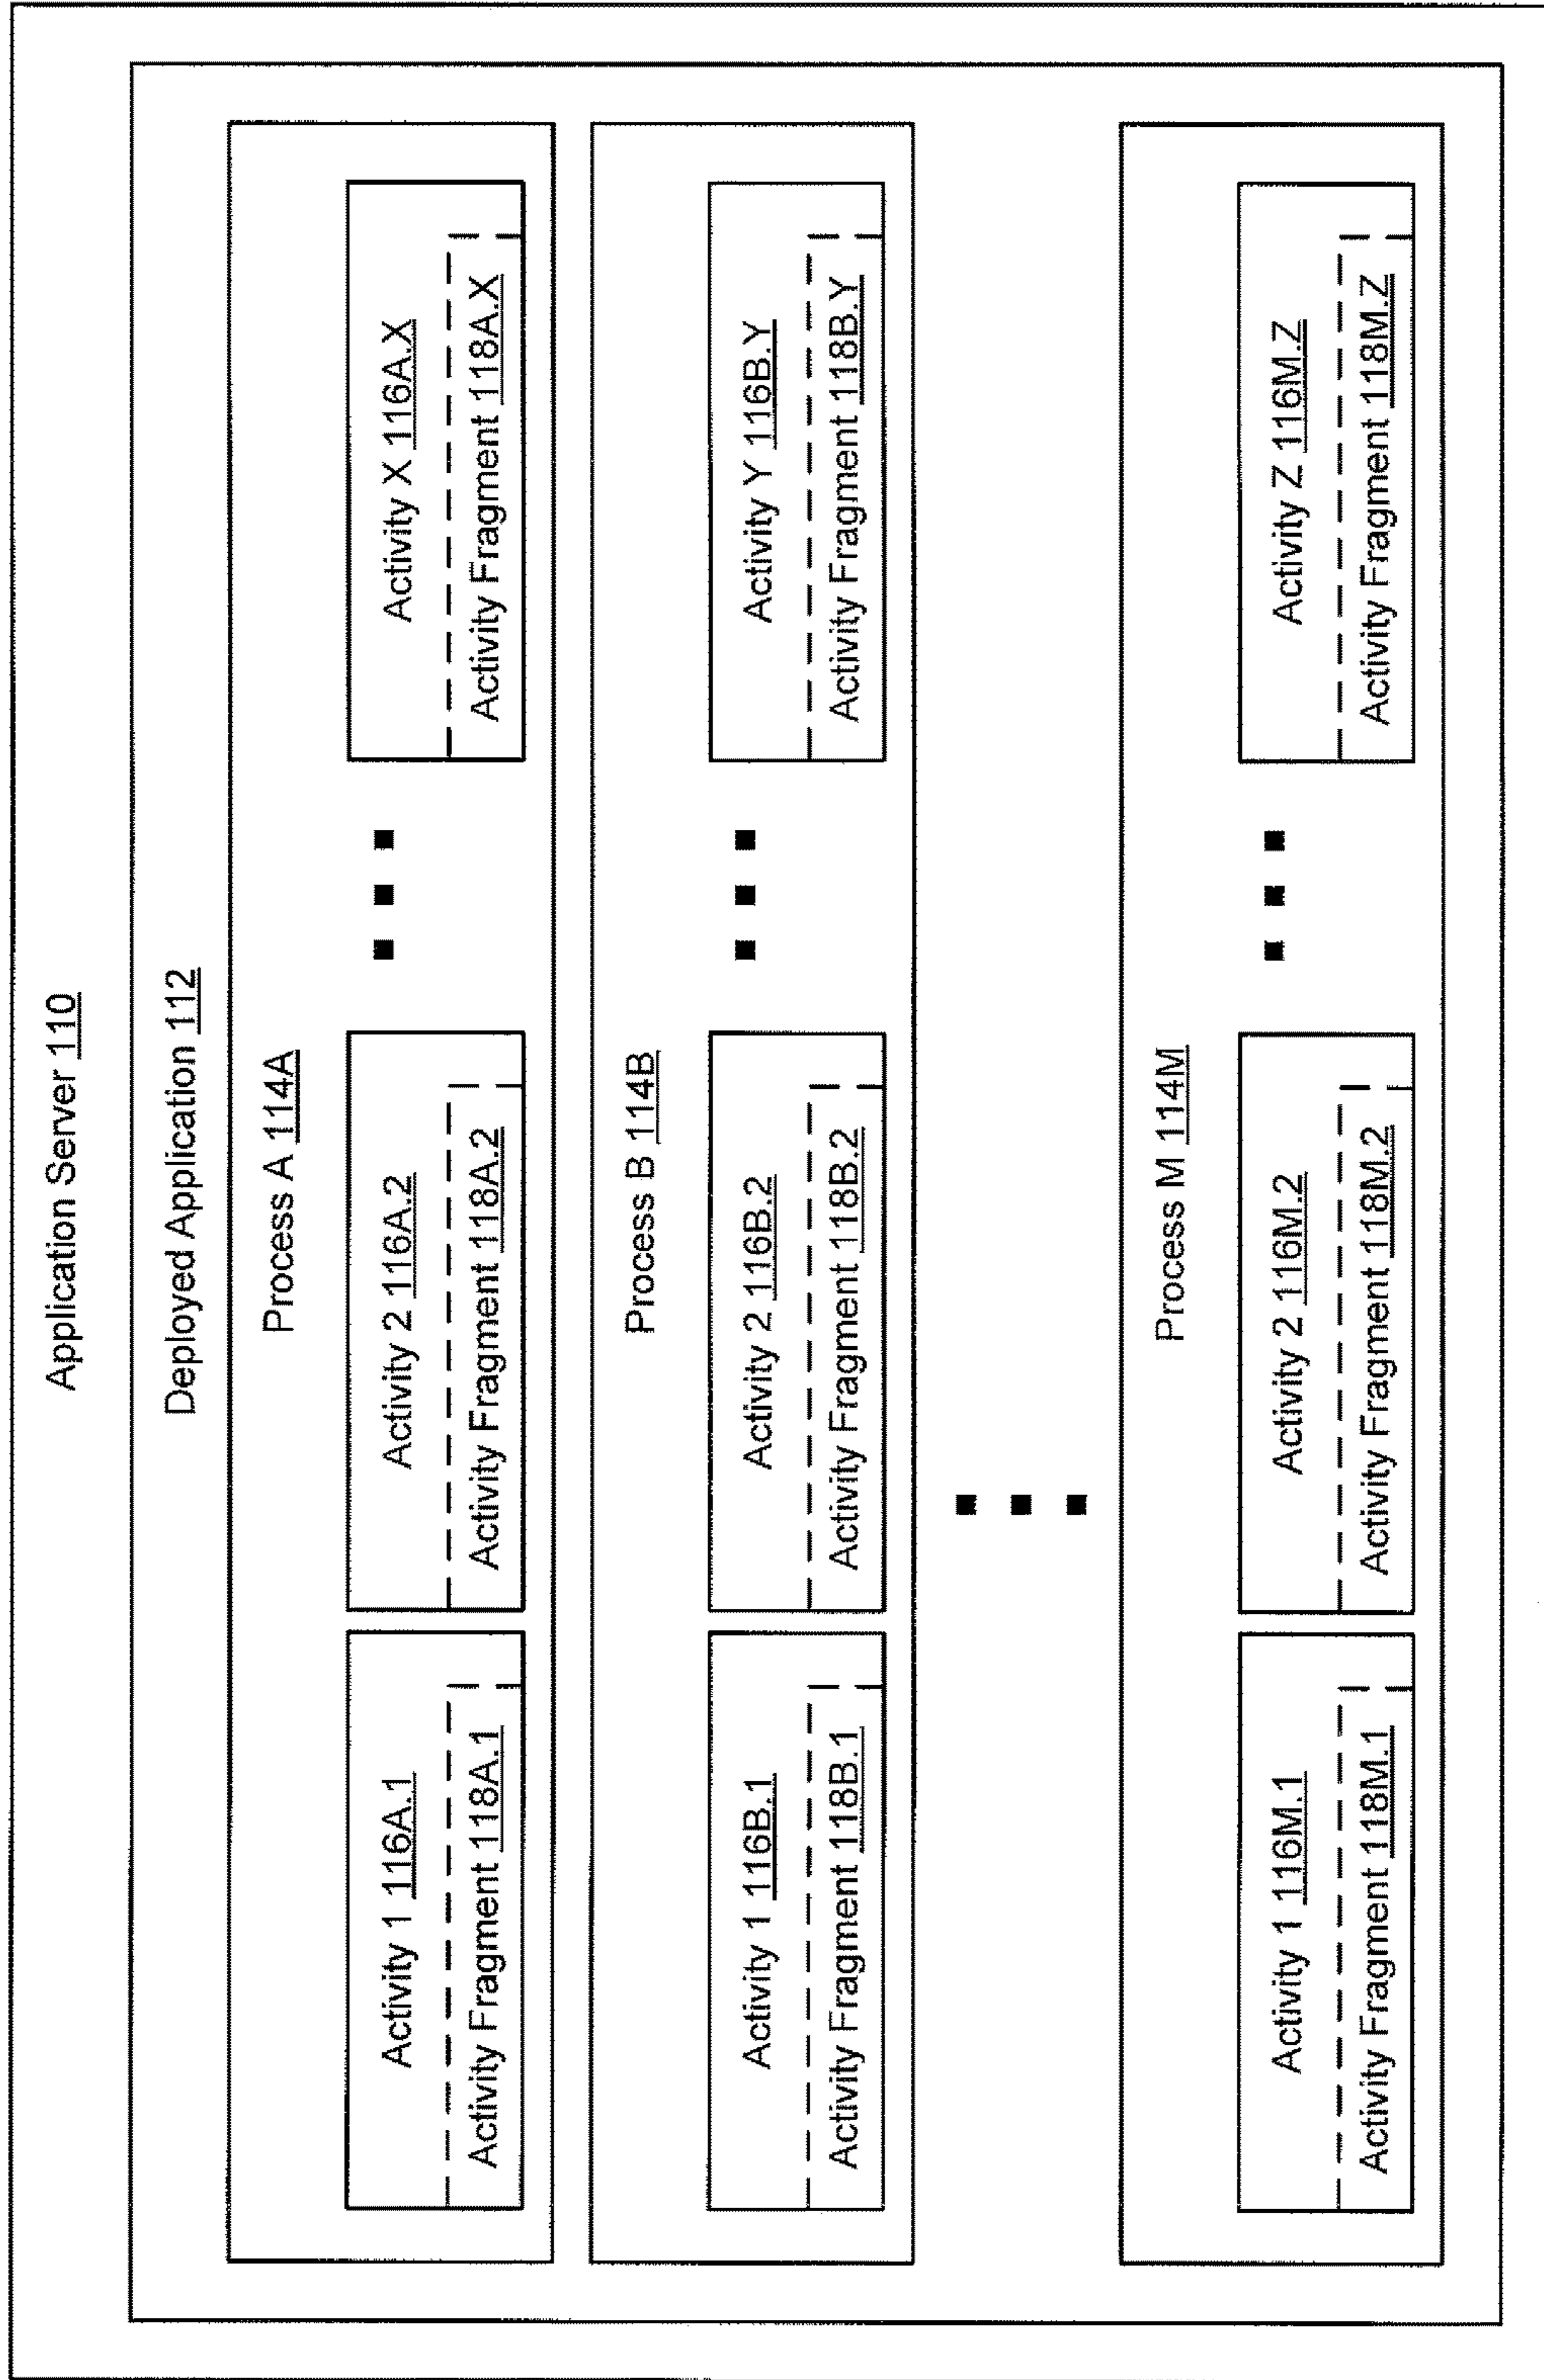 Application Server 110
Deployed Application 112
Process A 114A
Activity 1 116A.1
Activity Fragment 118A.1
Activity 2 116A.2
Activity Fragment 118A.2
Activity X 116A.X
Activity Fragment 118A.X
Process B 114B
Activity 1 116B.1
Activity Fragment 118B.1
Activity 2 116B.2
Activity Fragment 118B.2
Activity Y 116B.Y
Activity Fragment 118B.Y
Process M 114M
Activity 1 116M.1
Activity Fragment 118M.1
Activity 2 116M.2
Activity Fragment 118M.2
Activity Z 116M.Z
Activity Fragment 118M.Z